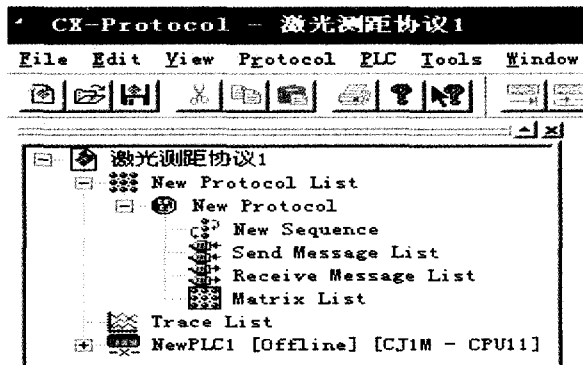 CX-Protocol - 激光测距协议1
File Edit View Protocol PLC Tools Window
激光测距协议1
New Protocol List
New Protocol
New Sequence
Send Message List
Receive Message List
Matrix List
Trace List
NewPLC1 [Offline] [CJ1M - CPU11]